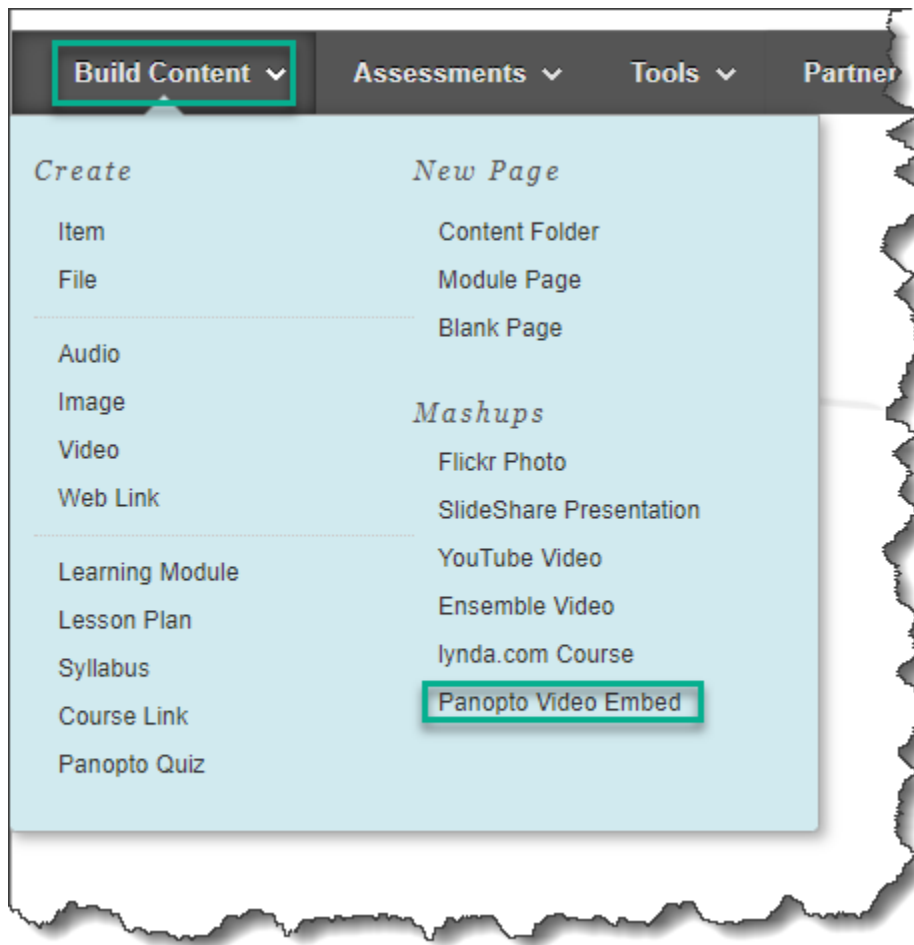 Build Content Assessments Tools Partner
Create
Item
File
Audio
Image
Video
Web Link
Learning Module
Lesson Plan
Syllabus
Course Link
Panopto Quiz
New Page
Content Folder
Module Page
Blank Page
Mashups
Flickr Photo
SlideShare Presentation
YouTube Video
Ensemble Video
lynda.com Course
Panopto Video Embed